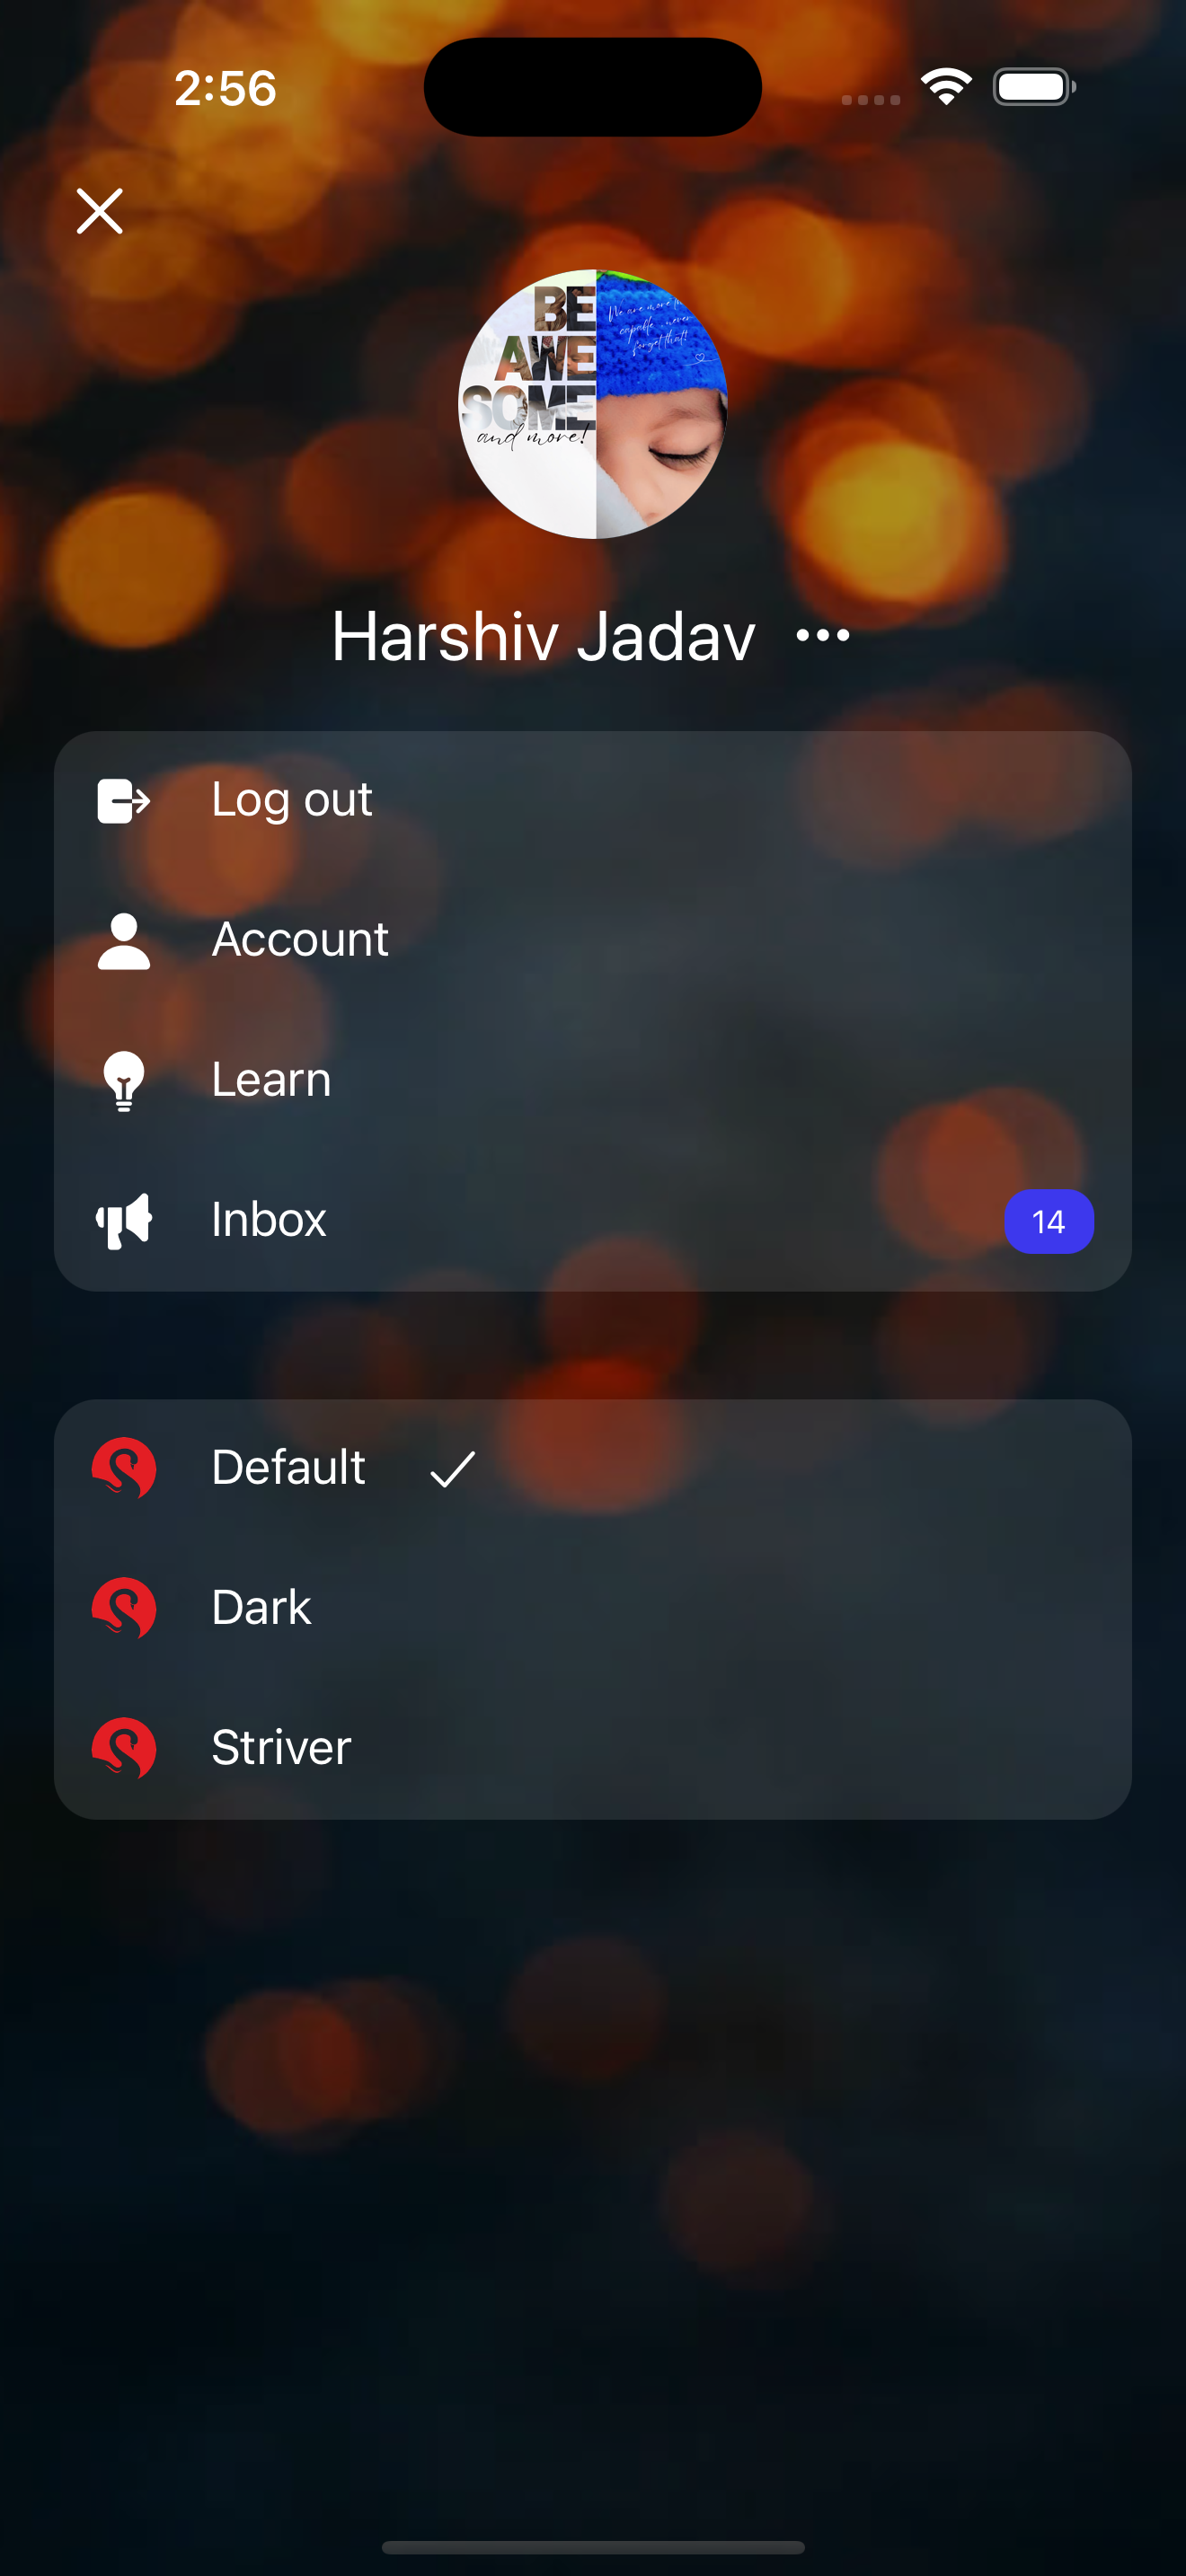 2:56
BE
AWE
SOME
and more!
We are more than
capable never
forget that!
Harshiv Jadav
Log out
Account
Learn
Inbox
14
Default
Dark
Striver